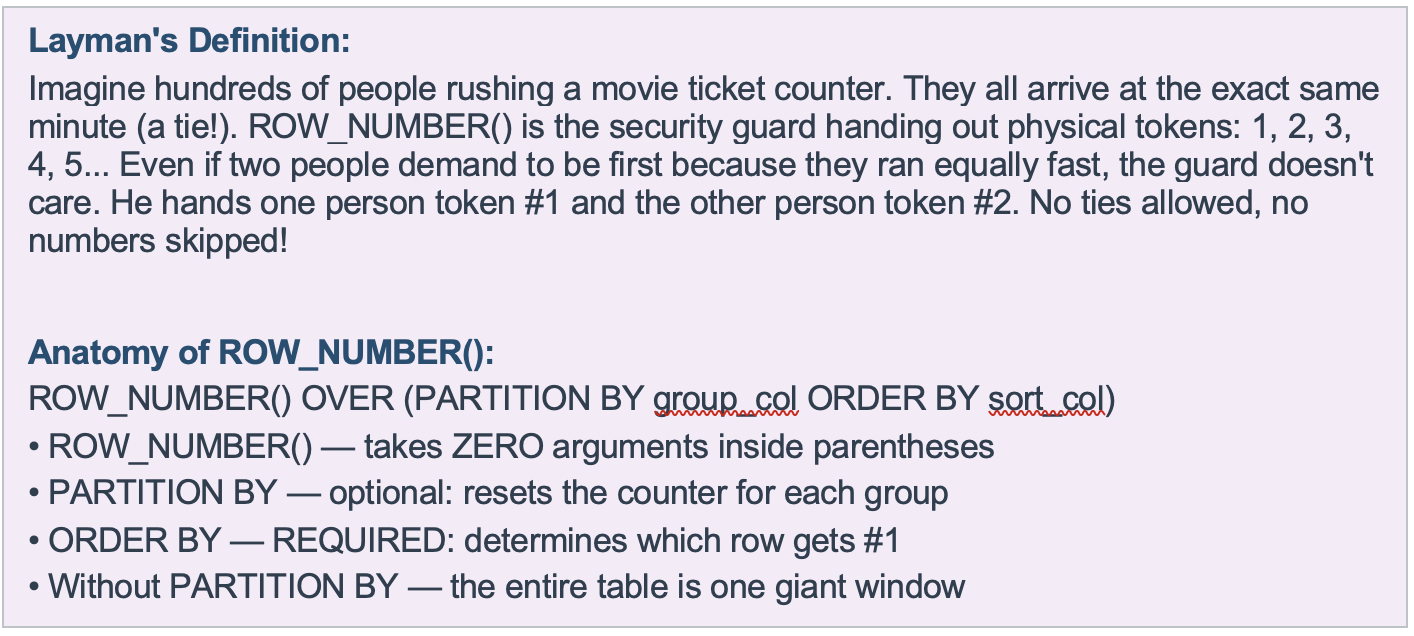 Layman's Definition:
Imagine hundreds of people rushing a movie ticket counter. They all arrive at the exact same
minute (a tie!). ROW_NUMBER() is the security guard handing out physical tokens: 1, 2, 3,
4, 5... Even if two people demand to be first because they ran equally fast, the guard doesn't
care. He hands one person token #1 and the other person token #2. No ties allowed, no
numbers skipped!
Anatomy of ROW_NUMBER():
ROW_NUMBER() OVER (PARTITION BY group_col ORDER BY sort_col)
• ROW_NUMBER() — takes ZERO arguments inside parentheses
• PARTITION BY — optional: resets the counter for each group
• ORDER BY — REQUIRED: determines which row gets #1
• Without PARTITION BY — the entire table is one giant window